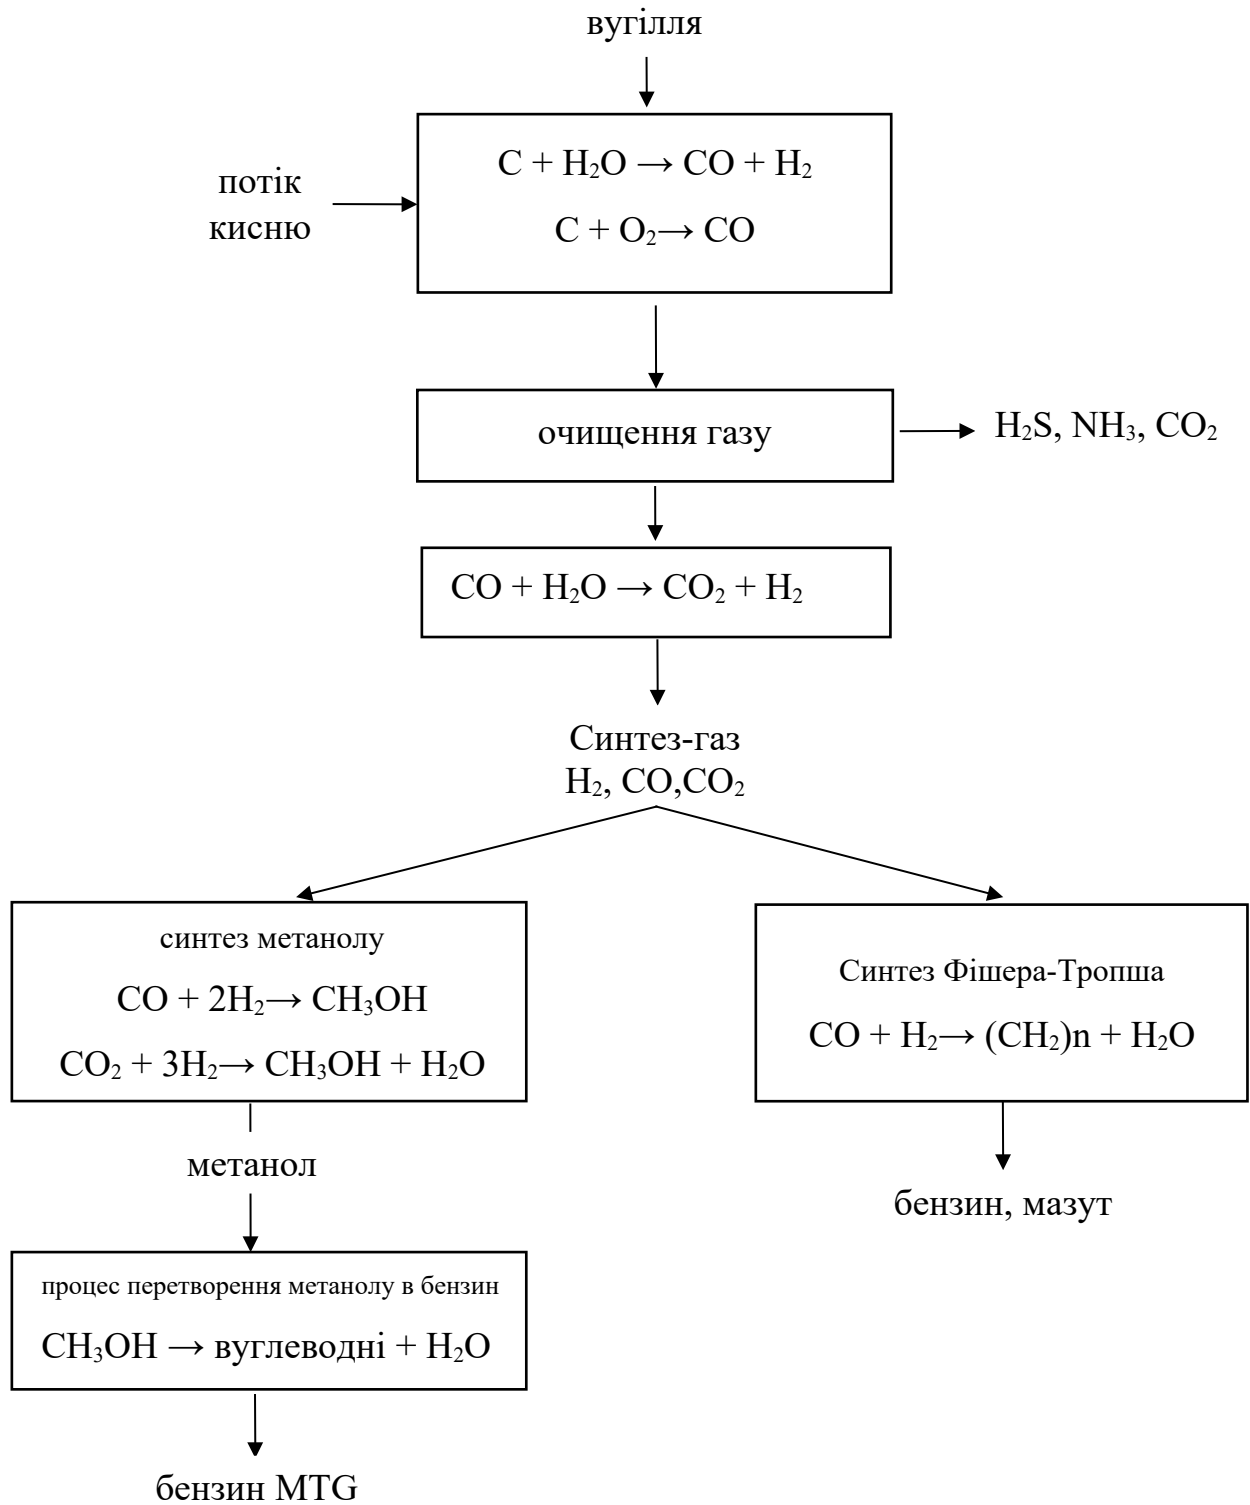 вугілля
C + H₂O → CO + H₂
потік
кисню
C + O₂→ CO
очищення газу
H₂S, NH₃, CO₂
CO + H₂O → CO₂ + H₂
Синтез-газ
H₂, CO,CO₂
синтез метанолу
CO + 2H₂→ CH₃OH
CO₂ + 3H₂→ CH₃OH + H₂O
Синтез Фішера-Тропша
CO + H₂→ (CH₂)n + H₂O
метанол
бензин, мазут
процес перетворення метанолу в бензин
CH₃OH → вуглеводні + H₂O
бензин MTG